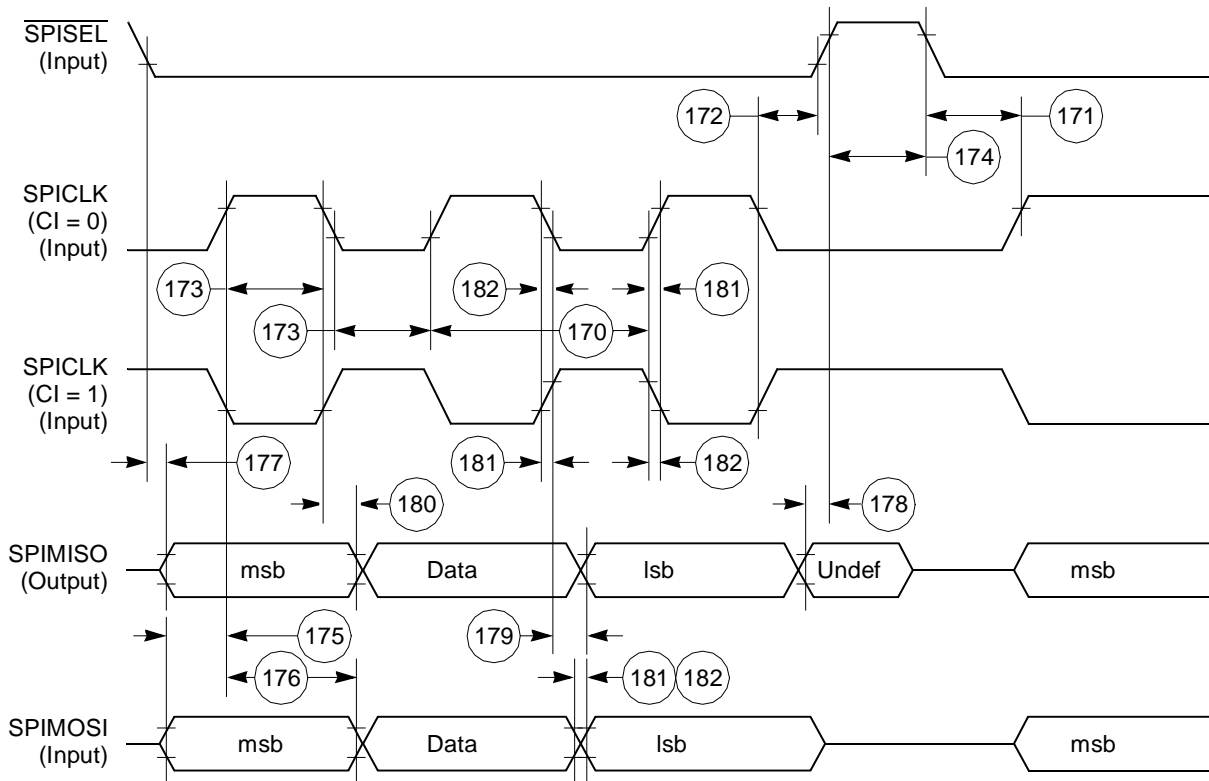 SPISEL
(Input)
172
171
174
SPICLK
(CI = 0)
(Input)
173
182
181
173
170
SPICLK
(CI = 1)
(Input)
177
181
182
180
178
SPIMISO
(Output)
msb
Data
lsb
Undef
msb
175
179
176
181
182
SPIMOSI
(Input)
msb
Data
lsb
msb